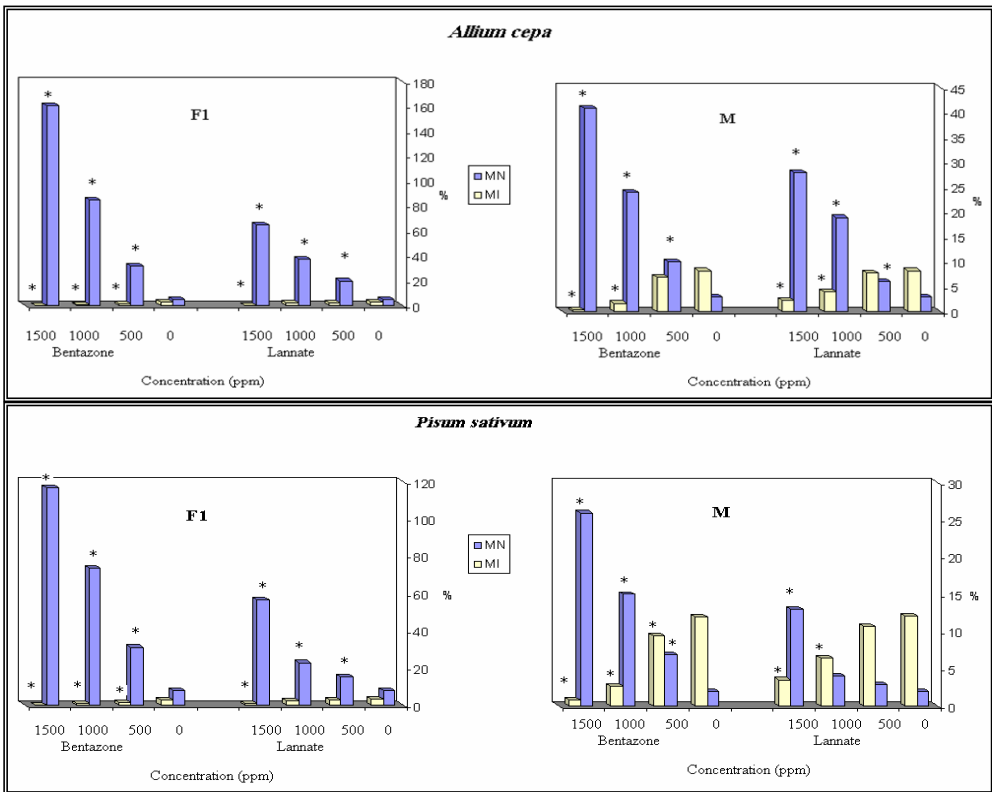 Allium cepa
F1
180
160
140
120
100
80
60
40
20
0
%
* * * * * * * * * *
1500 1000 500 0 1500 1000 500 0
Bentazone Lannate
Concentration (ppm)
MN
MI
M
45
40
35
30
25
20
15
10
5
0
%
* * * * * * * * * *
1500 1000 500 0 1500 1000 500 0
Bentazone Lannate
Concentration (ppm)
Pisum sativum
F1
120
100
80
60
40
20
0
%
* * * * * * * * * *
1500 1000 500 0 1500 1000 500 0
Bentazone Lannate
Concentration (ppm)
MN
MI
M
30
25
20
15
10
5
0
%
* * * * * * * * *
1500 1000 500 0 1500 1000 500 0
Bentazone Lannate
Concentration (ppm)